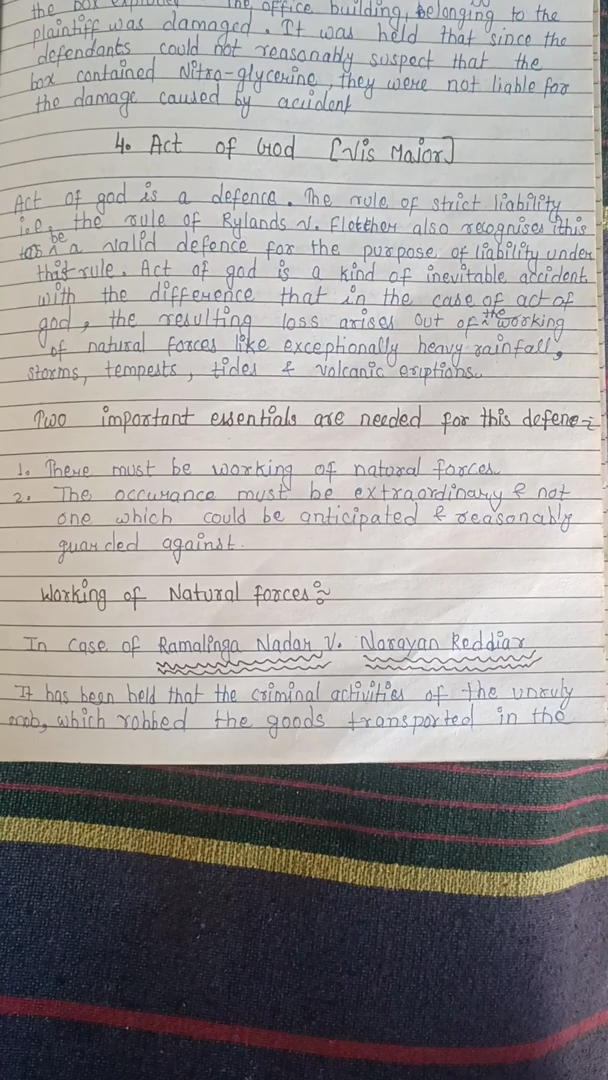 the box exploded the office building, belonging to the
plaintiff was damaged. It was held that since the
defendants could not reasonably suspect that the
box contained Nitro-glycerine, they were not liable for
the damage caused by acident
4. Act of God [Vis Major]
Act of god is a defence. The rule of strict liability
i.e, the rule of Rylands v. Fletcher also recognises this
to be a valid defence for the purpose of liability under
this rule. Act of god is a kind of inevitable accident
with the difference that in the case of act of
god, the resulting loss arises out of the working
of natural forces like exceptionally heavy rainfall,
storms, tempests, tides & volcanic eriptions.
Two important essentials are needed for this defene-:
1. There must be working of natural forces.
2. The occurance must be extraordinary & not
one which could be anticipated & reasonably
guarded against.
Working of Natural forces:-
In case of Ramalinga Nadar V. Narayan Reddiar
It has been held that the criminal activities of the unruly
mob, which robbed the goods transported in the